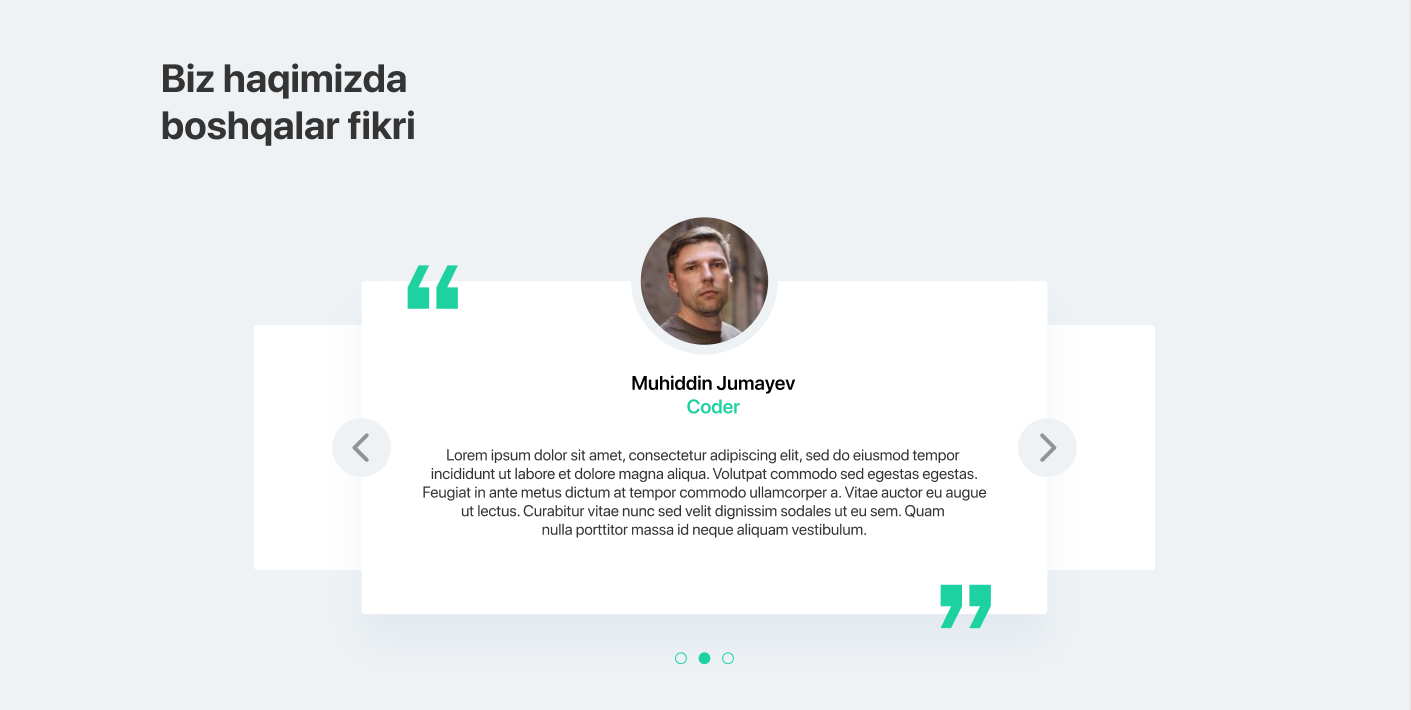 Biz haqimizda
boshqalar fikri
“
Muhiddin Jumayev
Coder
Lorem ipsum dolor sit amet, consectetur adipiscing elit, sed do eiusmod tempor
incididunt ut labore et dolore magna aliqua. Volutpat commodo sed egestas egestas.
Feugiat in ante metus dictum at tempor commodo ullamcorper a. Vitae auctor eu augue
ut lectus. Curabitur vitae nunc sed velit dignissim sodales ut eu sem. Quam
nulla porttitor massa id neque aliquam vestibulum.
”